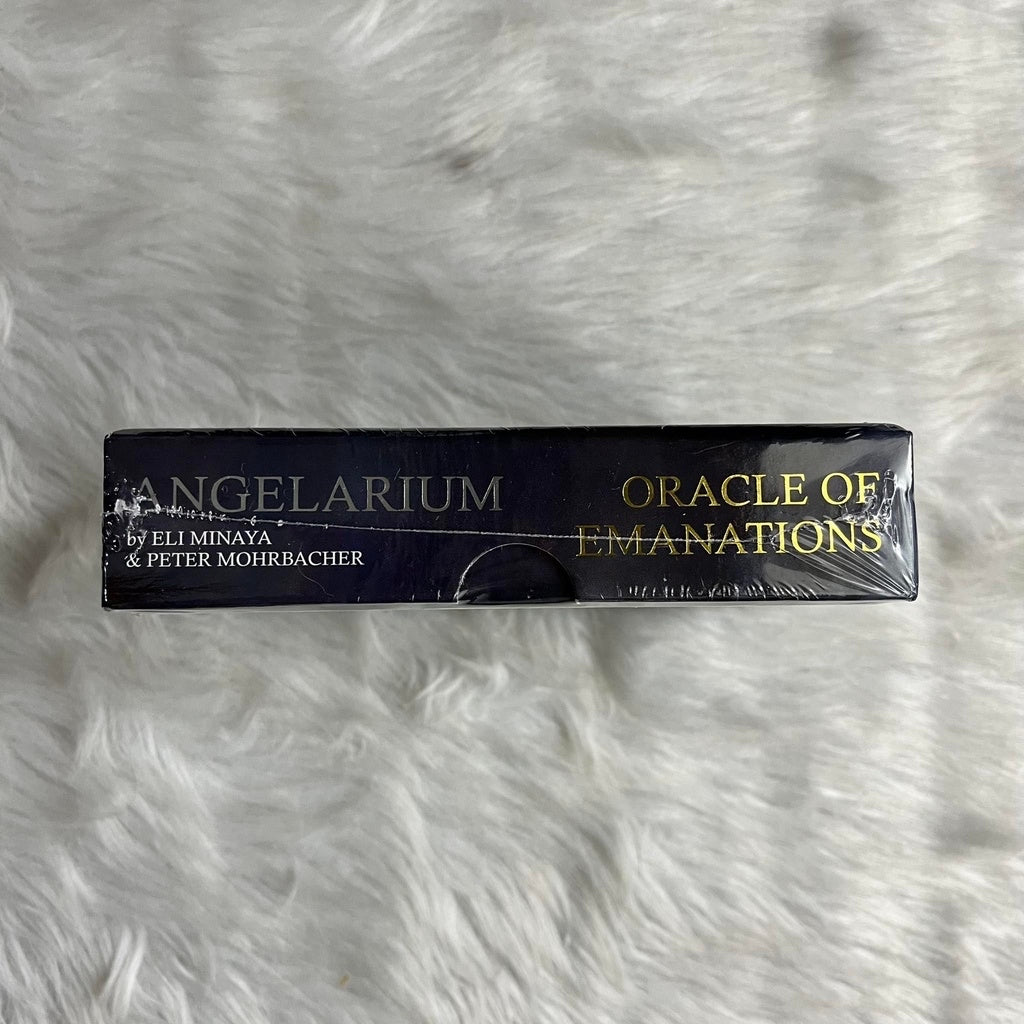 ANGELARIUM
by ELI MINAYA
& PETER MOHRBACHER
ORACLE OF
EMANATIONS